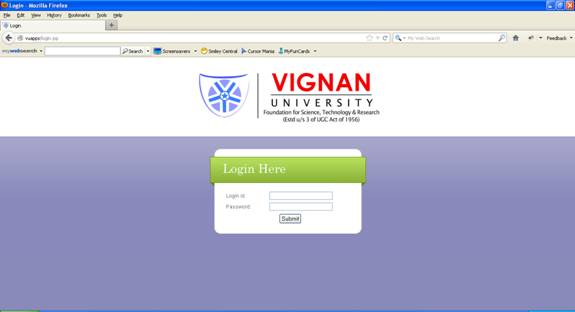 Login - Mozilla Firefox
File Edit View History Bookmarks Tools Help
Login
vuapps/login.jsp
My Web Search
Feedback
mywebsearch Search Screensavers Smiley Central Cursor Mania MyFunCards
VIGNAN
UNIVERSITY
Foundation for Science, Technology & Research
(Estd u/s 3 of UGC Act of 1956)
Login Here
Login Id
Password
Submit